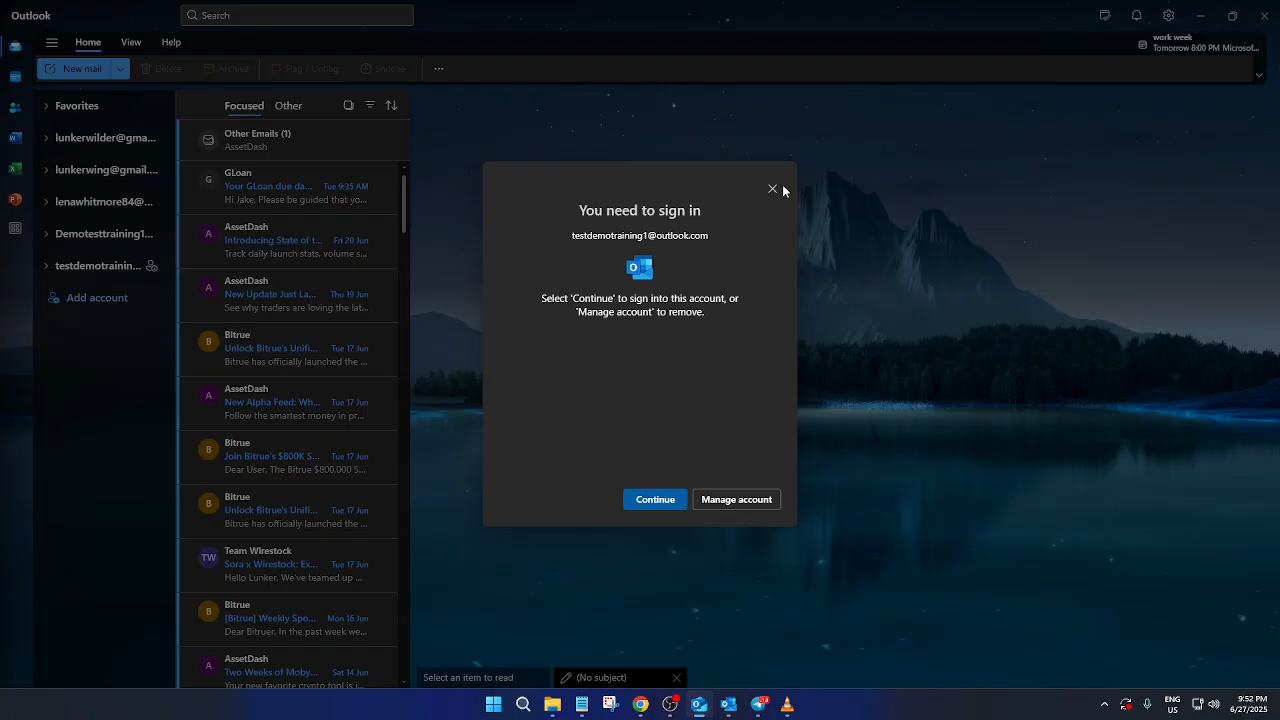 Outlook
Search
Home
View
Help
work week
Tomorrow 8:00 PM Microsof...
New mail
Delete
Archive
Flag / Unflag
Snooze
Favorites
lunkerwilder@gma...
lunkerwing@gmail....
lenawhitmore84@...
Demotesttraining1...
testdemotrainin...
Add account
Focused
Other
Other Emails (1)
AssetDash
G
GLoan
Your GLoan due da...
Tue 9:35 AM
Hi Jake, Please be guided that yo...
A
AssetDash
Introducing State of t...
Fri 20 Jun
Track daily launch stats, volume s...
A
AssetDash
New Update Just La...
Thu 19 Jun
See why traders are loving the lat...
B
Bitrue
Unlock Bitrue's Unifi...
Tue 17 Jun
Bitrue has officially launched the ...
A
AssetDash
New Alpha Feed: Wh...
Tue 17 Jun
Follow the smartest money in pr...
B
Bitrue
Join Bitrue's $800K S...
Tue 17 Jun
Dear User, The Bitrue $800,000 S...
B
Bitrue
Unlock Bitrue's Unifi...
Tue 17 Jun
Bitrue has officially launched the ...
TW
Team Wirestock
Sora x Wirestock: Ex...
Tue 17 Jun
Hello Lunker, We've teamed up ...
B
Bitrue
[Bitrue] Weekly Spo...
Mon 16 Jun
Dear Bitruer, In the past week we...
A
AssetDash
Two Weeks of Moby...
Sat 14 Jun
Your new favorite crypto tool is i...
You need to sign in
testdemotraining1@outlook.com
Select 'Continue' to sign into this account, or
'Manage account' to remove.
Continue
Manage account
Select an item to read
(No subject)
ENG
US
9:52 PM
6/27/2025